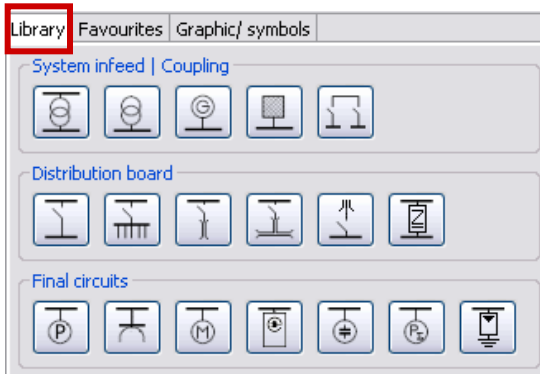 Library Favourites Graphic/ symbols
System infeed | Coupling
G
Distribution board
Z
Final circuits
P M